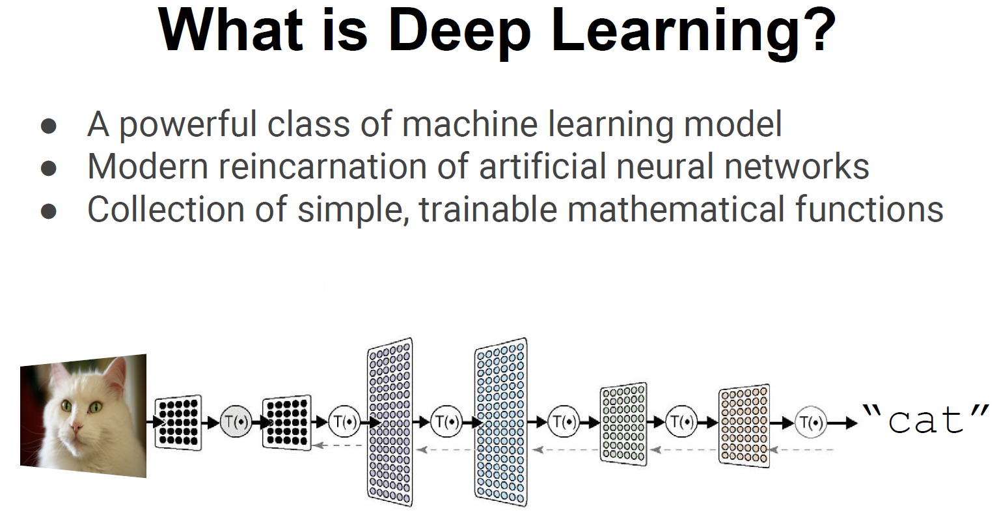 What is Deep Learning?
● A powerful class of machine learning model
● Modern reincarnation of artificial neural networks
● Collection of simple, trainable mathematical functions
T(•) T(•) T(•) T(•) T(•) T(•) “cat”